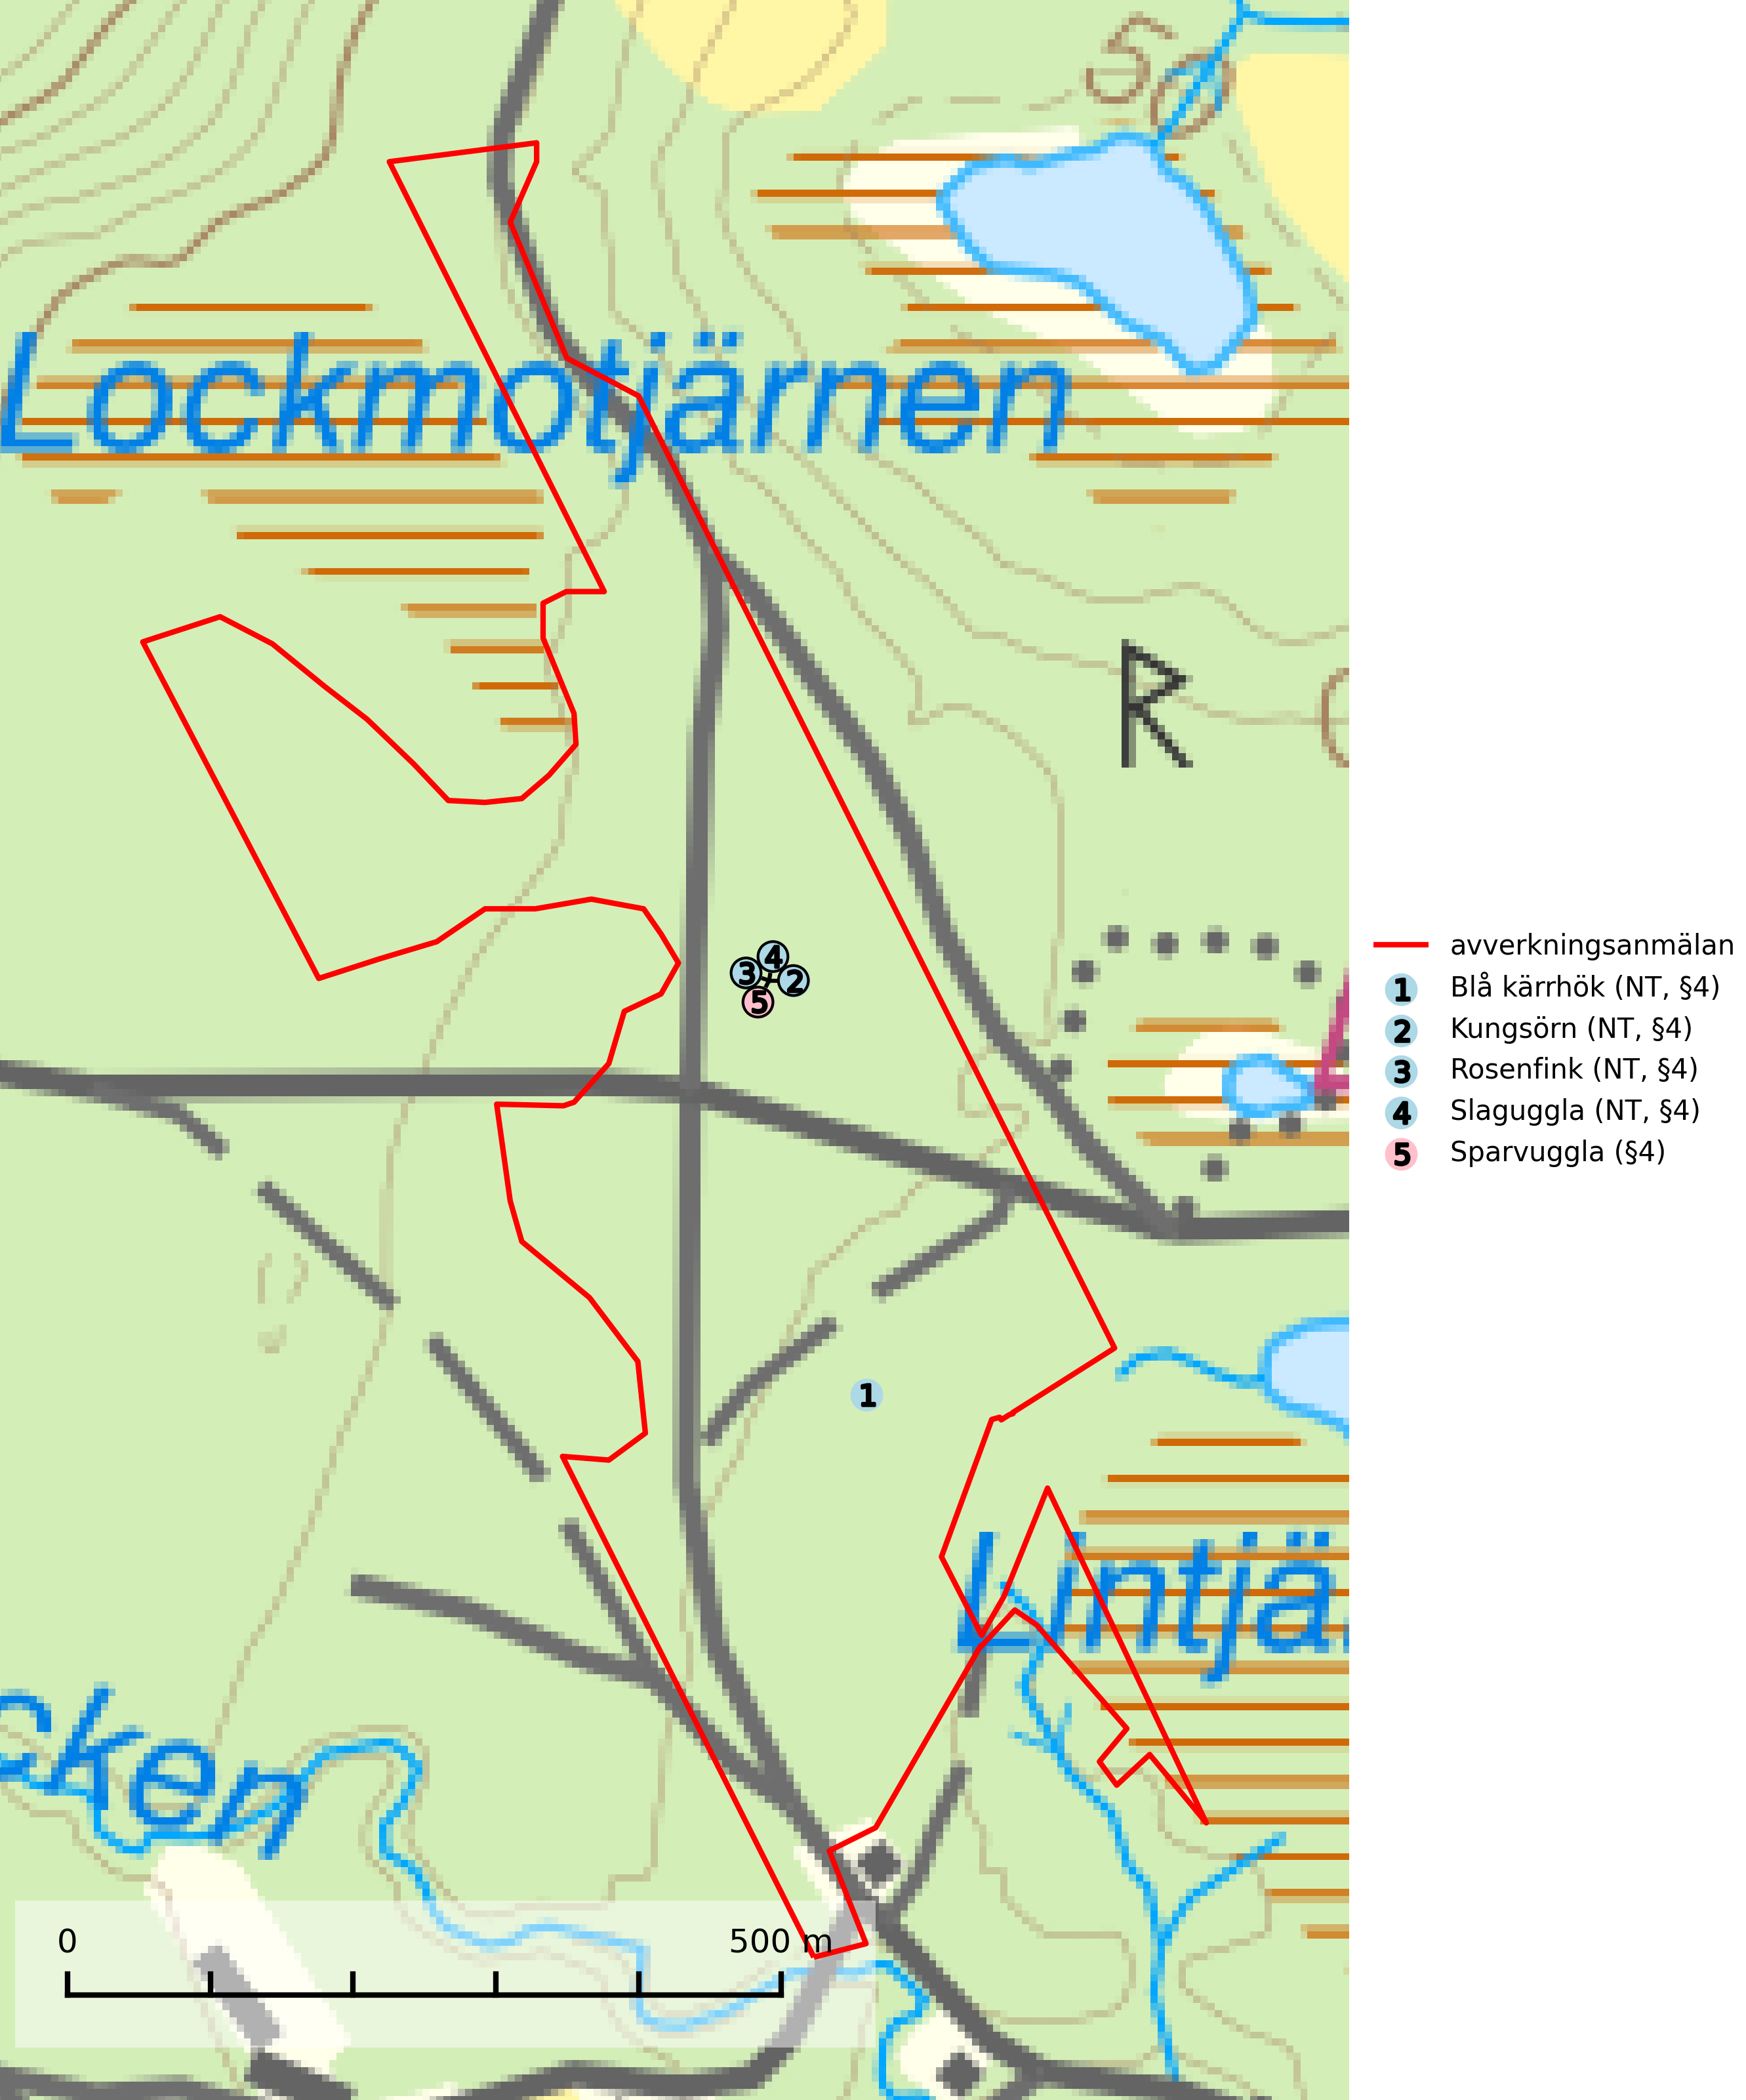 50
Lockmotjärnen
R
4
3
2
5
1
Lintjä
cken
0
500 m
avverkningsanmälan
1 Blå kärrhök (NT, §4)
2 Kungsörn (NT, §4)
3 Rosenfink (NT, §4)
4 Slaguggla (NT, §4)
5 Sparvuggla (§4)